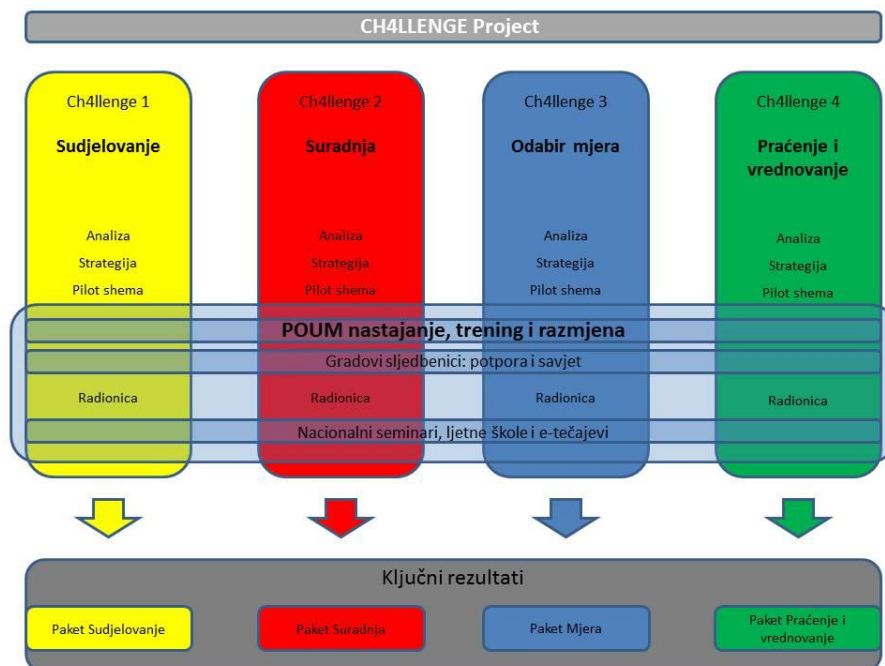 CH4LLENGE Project
Ch4llenge 1
Sudjelovanje
Analiza
Strategija
Pilot shema
Ch4llenge 2
Suradnja
Analiza
Strategija
Pilot shema
Ch4llenge 3
Odabir mjera
Analiza
Strategija
Pilot shema
Ch4llenge 4
Praćenje i
vrednovanje
Analiza
Strategija
Pilot shema
POUM nastajanje, trening i razmjena
Gradovi sljedbenici: potpora i savjet
Radionica
Radionica
Radionica
Radionica
Nacionalni seminari, ljetne škole i e-tečajevi
Ključni rezultati
Paket Sudjelovanje
Paket Suradnja
Paket Mjera
Paket Praćenje i
vrednovanje